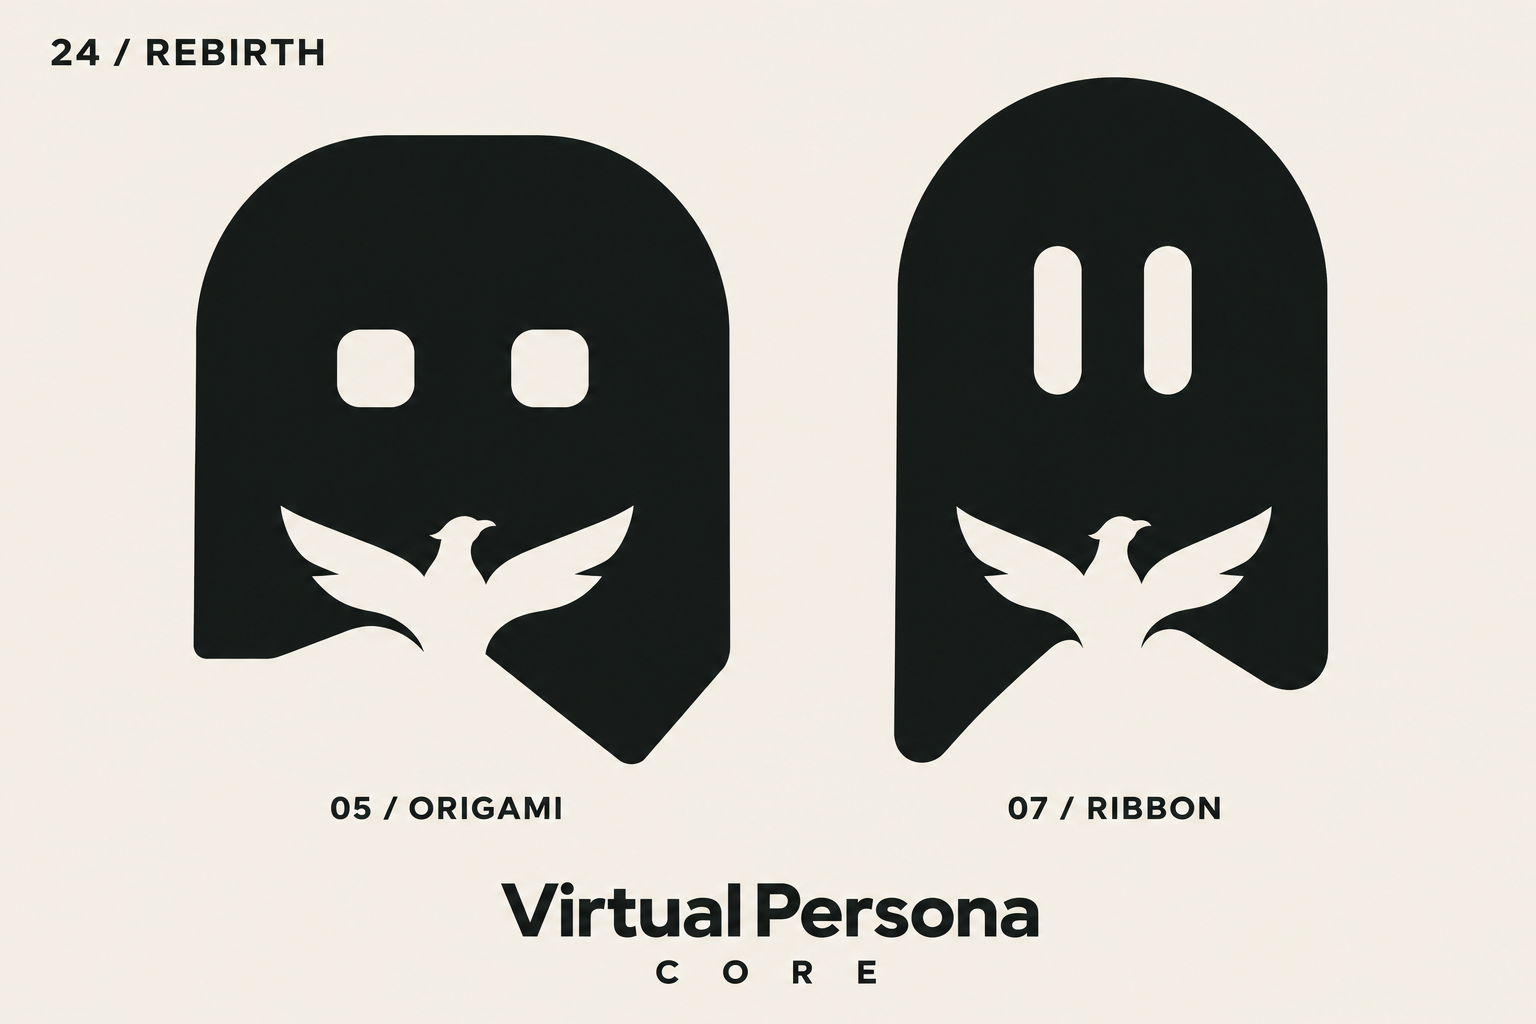 24 / REBIRTH
05 / ORIGAMI
07 / RIBBON
Virtual Persona
CORE